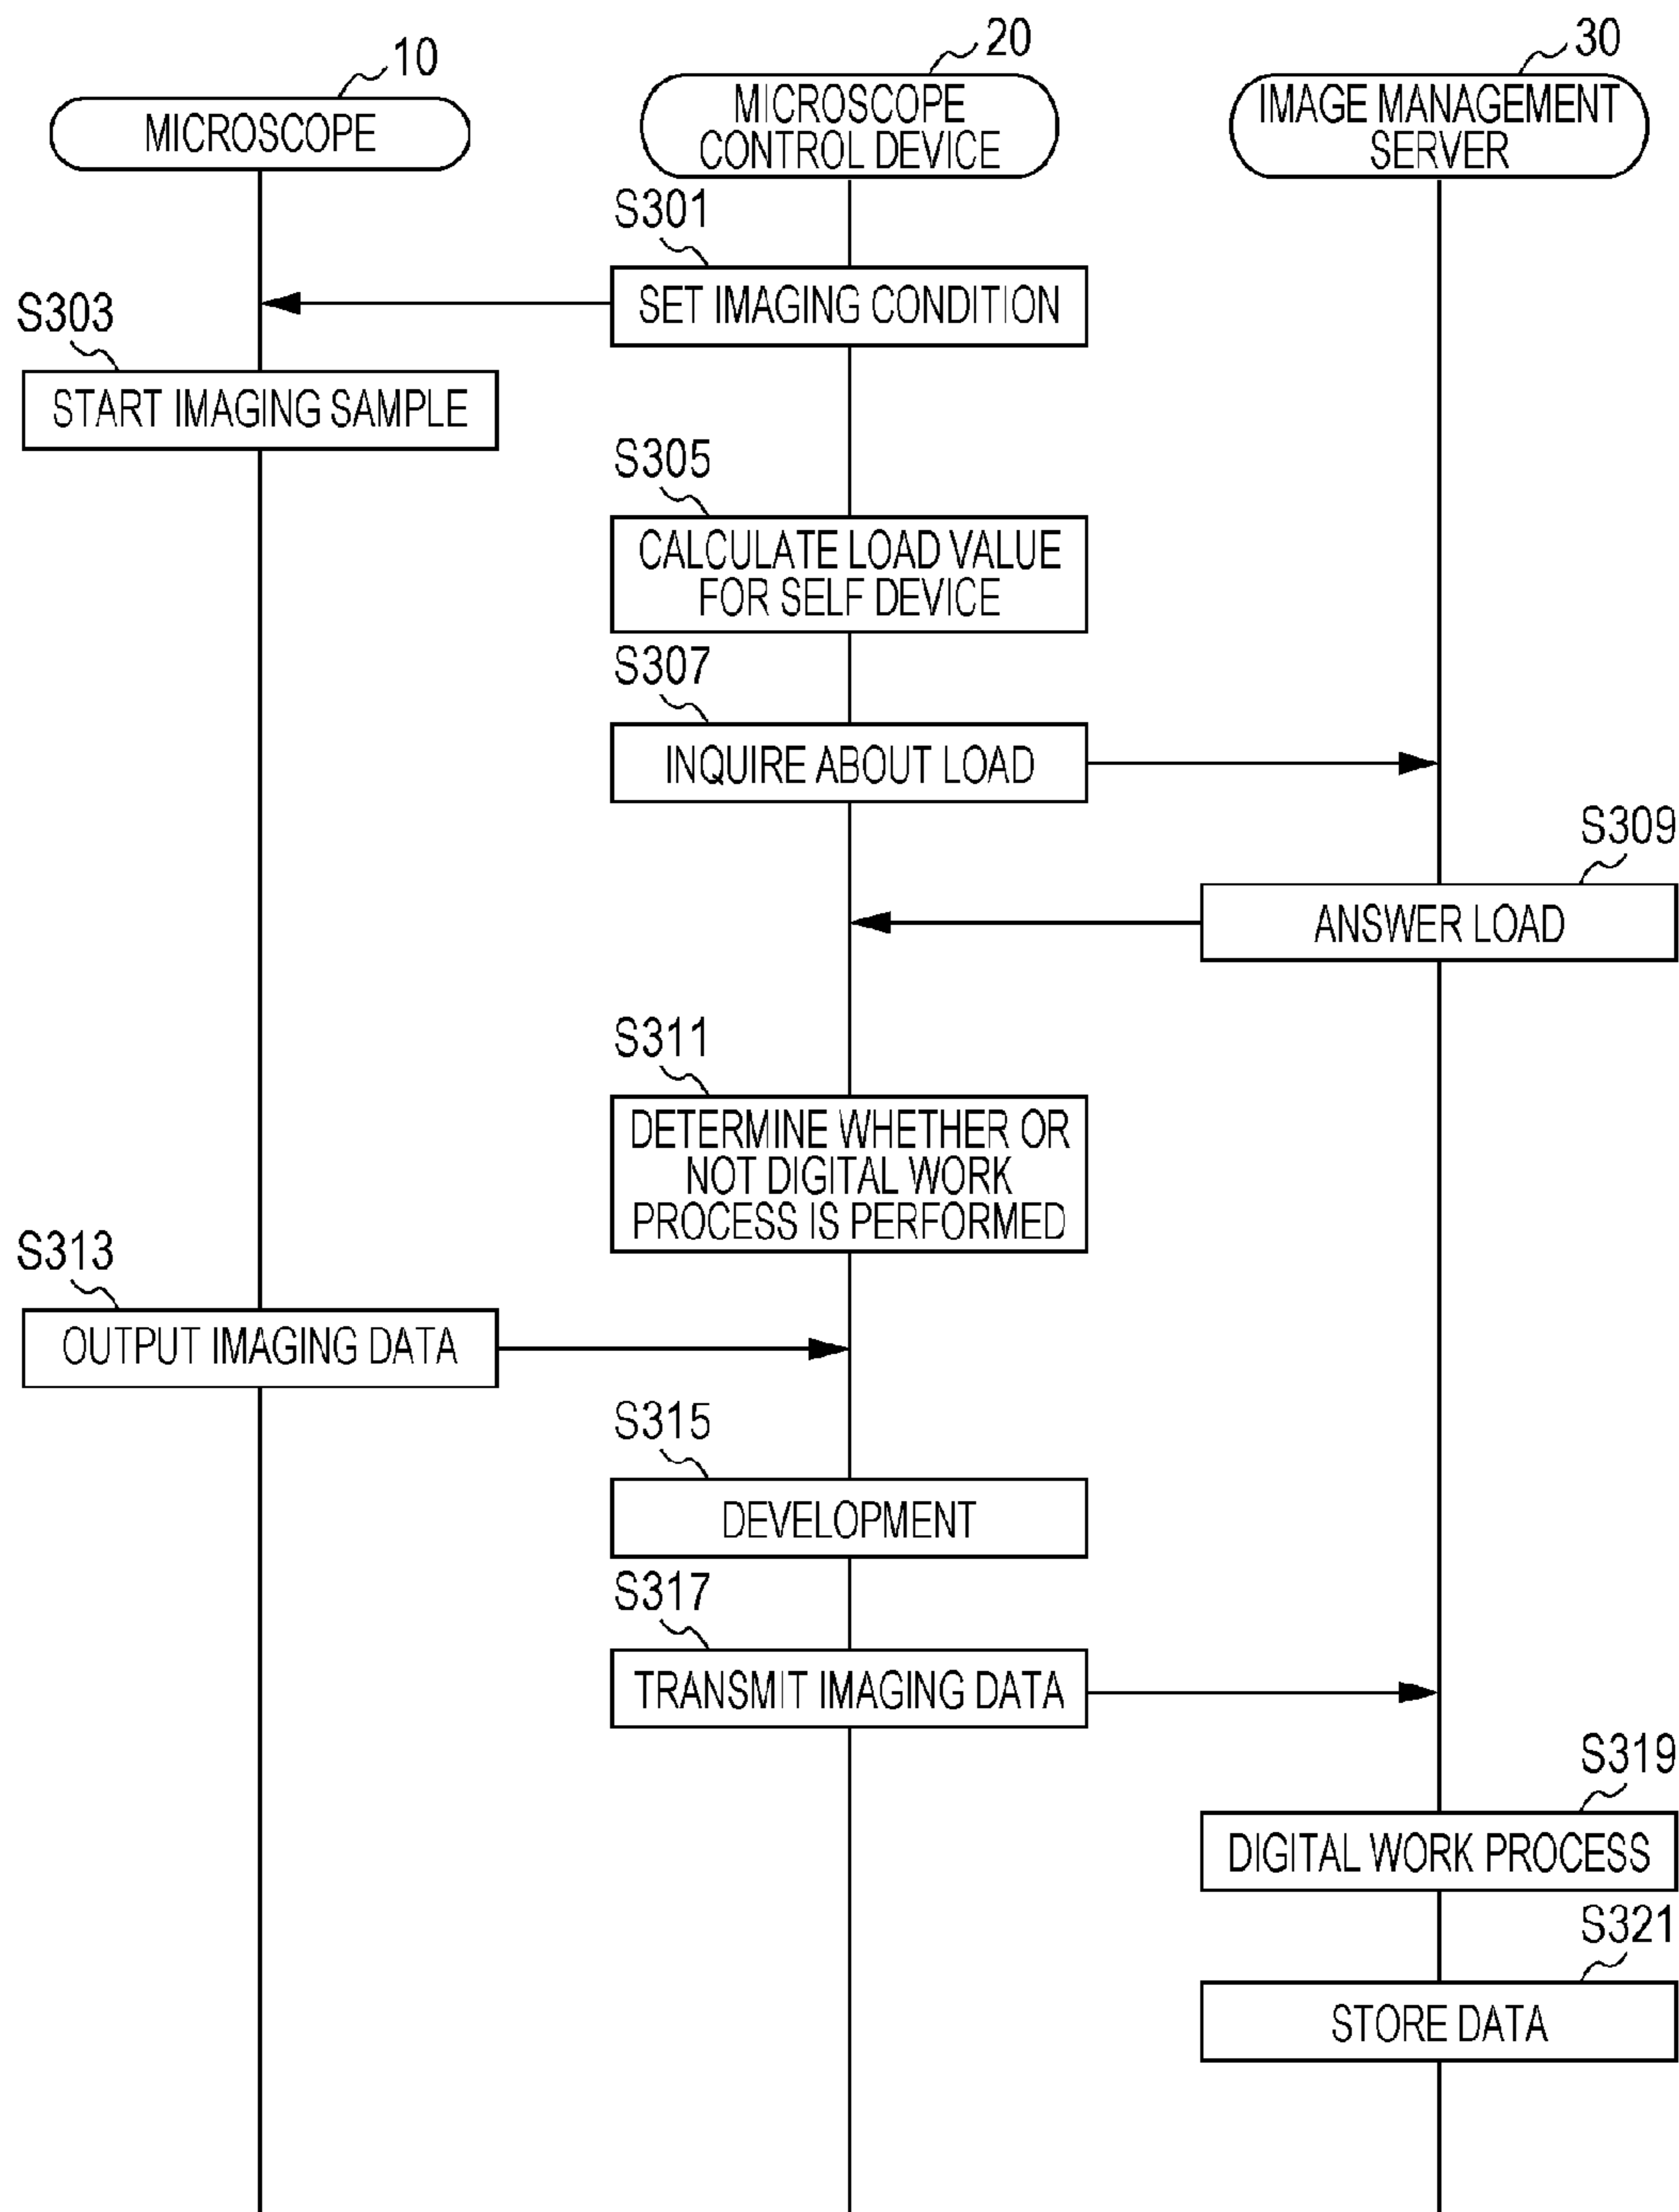 10
20
30
MICROSCOPE
MICROSCOPE
CONTROL DEVICE
IMAGE MANAGEMENT
SERVER
S301
SET IMAGING CONDITION
S303
START IMAGING SAMPLE
S305
CALCULATE LOAD VALUE
FOR SELF DEVICE
S307
INQUIRE ABOUT LOAD
S309
ANSWER LOAD
S311
DETERMINE WHETHER OR
NOT DIGITAL WORK
PROCESS IS PERFORMED
S313
OUTPUT IMAGING DATA
S315
DEVELOPMENT
S317
TRANSMIT IMAGING DATA
S319
DIGITAL WORK PROCESS
S321
STORE DATA